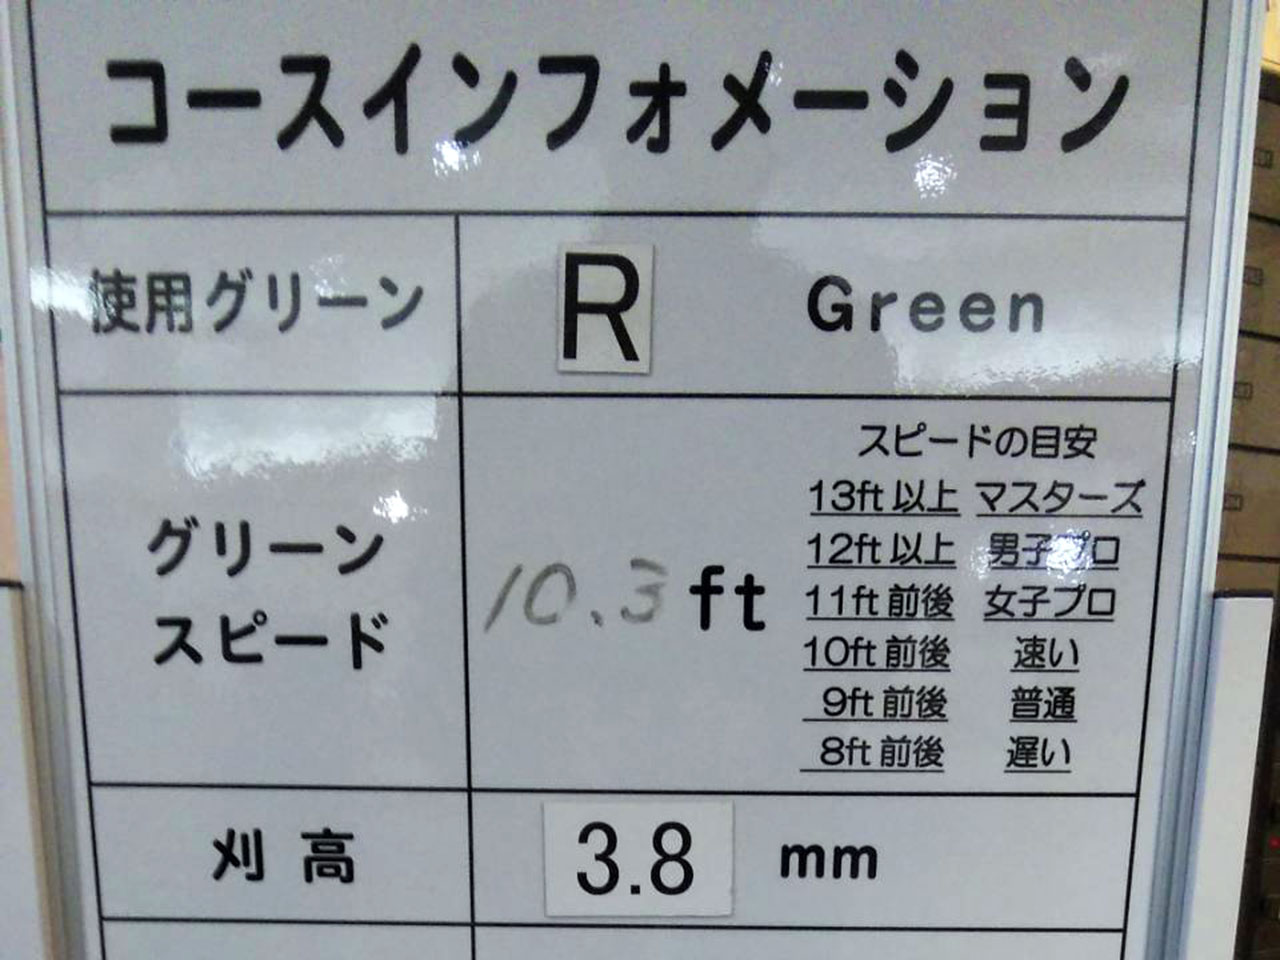 コースインフォメーション
使用グリーン R Green
スピードの目安
13ft 以上 マスターズ
12ft 以上 男子プロ
11ft 前後 女子プロ
10ft 前後 速い
9ft 前後 普通
8ft 前後 遅い
グリーン
スピード
10.3 ft
刈高 3.8 mm